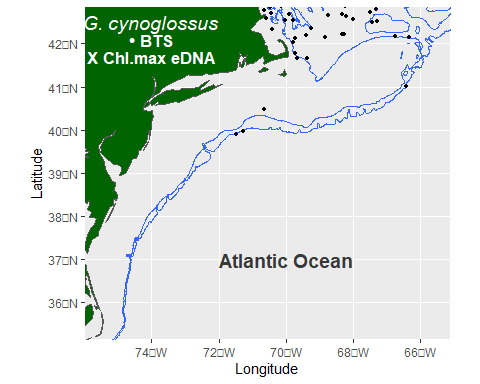 G. cynoglossus
• BTS
X Chl.max eDNA
42□N
41□N
40□N
39□N
38□N
37□N
36□N
Latitude
Atlantic Ocean
74□W
72□W
70□W
68□W
66□W
Longitude